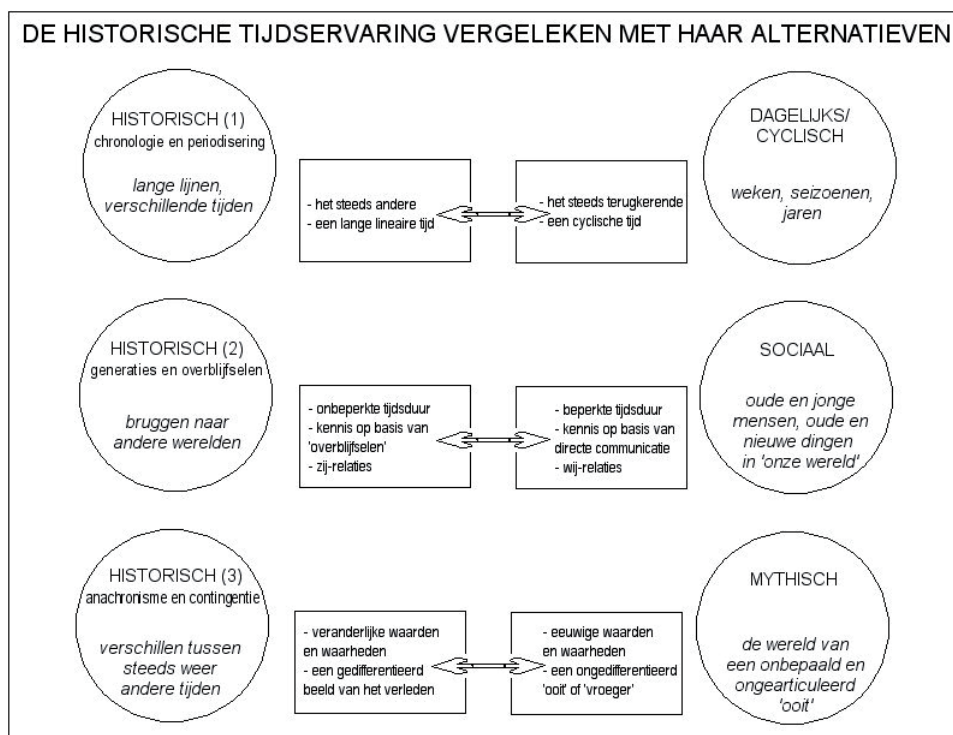 DE HISTORISCHE TIJDSERVARING VERGELEKEN MET HAAR ALTERNATIEVEN
HISTORISCH (1)
chronologie en periodisering
lange lijnen,
verschillende tijden
- het steeds andere
- een lange lineaire tijd
- het steeds terugkerende
- een cyclische tijd
DAGELIJKS/
CYCLISCH
weken, seizoenen,
jaren
HISTORISCH (2)
generaties en overblijfselen
bruggen naar
andere werelden
- onbeperkte tijdsduur
- kennis op basis van
'overblijfselen'
- zij-relaties
- beperkte tijdsduur
- kennis op basis van
directe communicatie
- wij-relaties
SOCIAAL
oude en jonge
mensen, oude en
nieuwe dingen
in 'onze wereld'
HISTORISCH (3)
anachronisme en contingentie
verschillen tussen
steeds weer
andere tijden
- veranderlijke waarden
en waarheden
- een gedifferentieerd
beeld van het verleden
- eeuwige waarden
en waarheden
- een ongedifferentieerd
'ooit' of 'vroeger'
MYTHISCH
de wereld van
een onbepaald en
ongearticuleerd
'ooit'